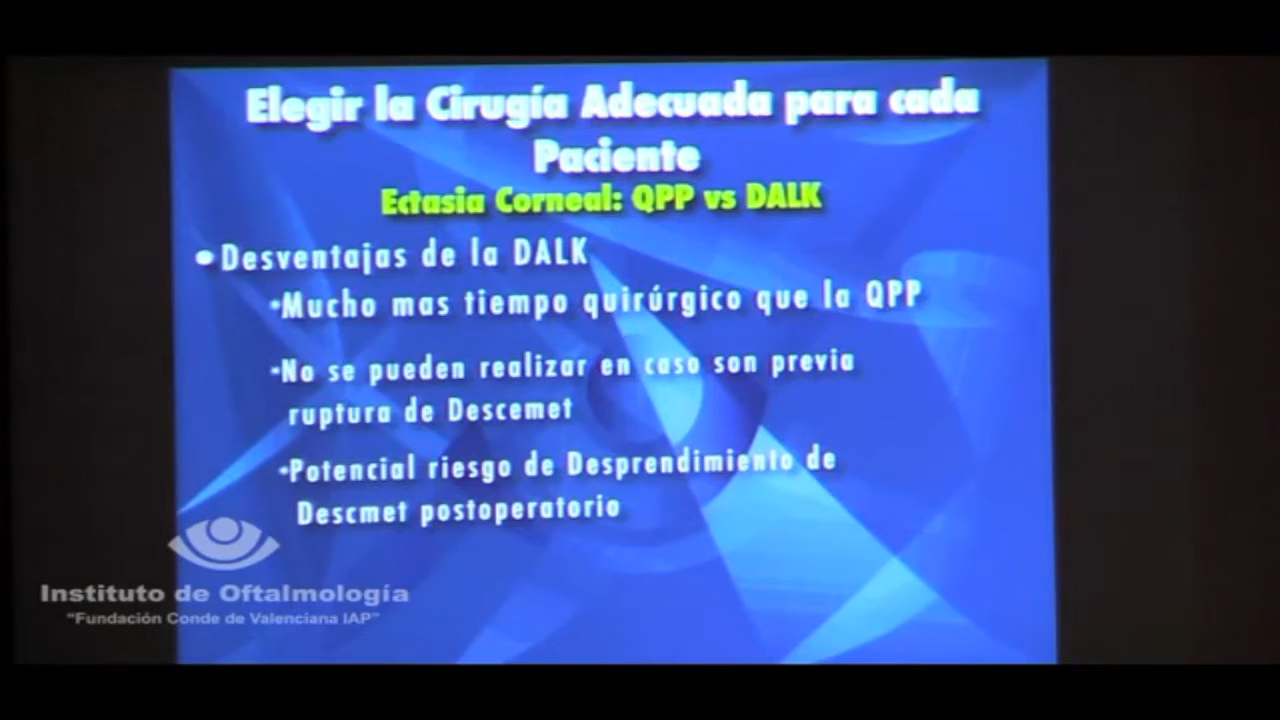 Elegir la Cirugía Adecuada para cada
Paciente
Ectasia Corneal: QPP vs DALK
•Desventajas de la DALK
•Mucho mas tiempo quirúrgico que la QPP
•No se pueden realizar en caso son previa
ruptura de Descemet
•Potencial riesgo de Desprendimiento de
Descmet postoperatorio
Instituto de Oftalmología
"Fundación Conde de Valenciana IAP"